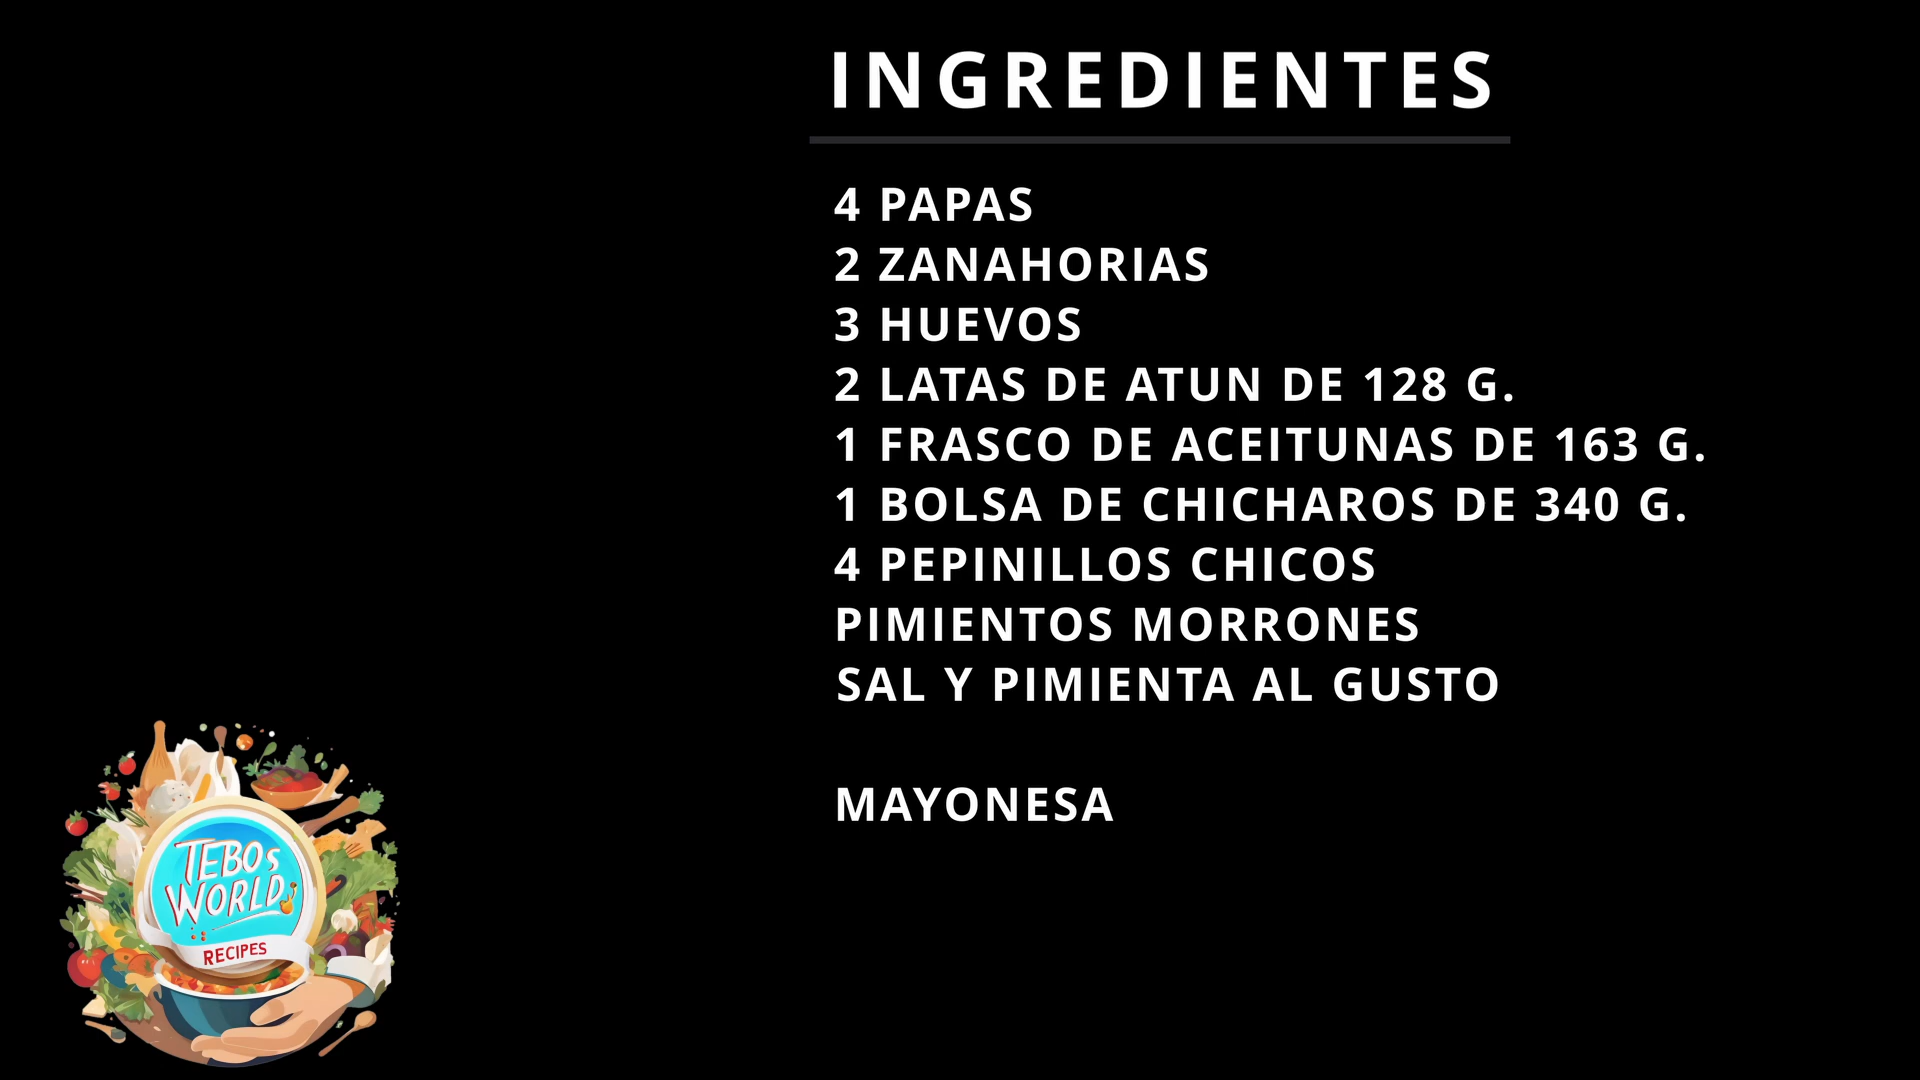 INGREDIENTES
4 PAPAS
2 ZANAHORIAS
3 HUEVOS
2 LATAS DE ATUN DE 128 G.
1 FRASCO DE ACEITUNAS DE 163 G.
1 BOLSA DE CHICHAROS DE 340 G.
4 PEPINILLOS CHICOS
PIMIENTOS MORRONES
SAL Y PIMIENTA AL GUSTO
MAYONESA
TEBOS
WORLD
RECIPES